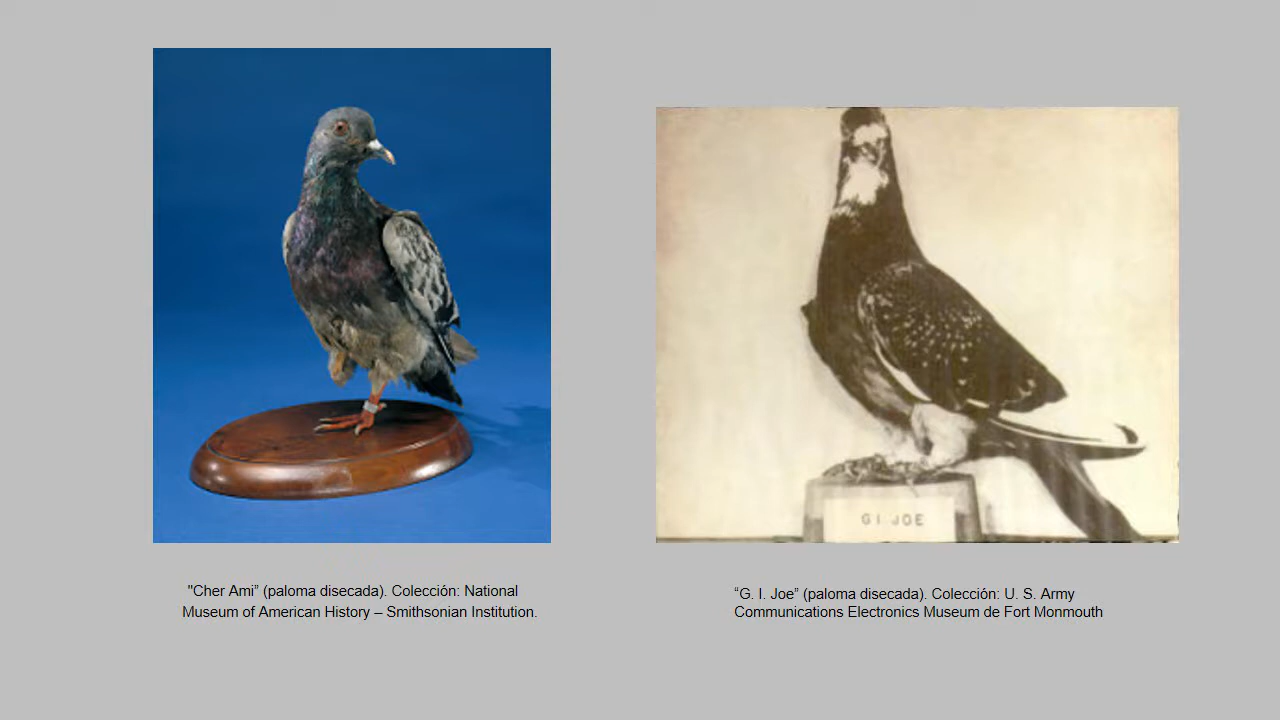 GI JOE
"Cher Ami” (paloma disecada). Colección: National
Museum of American History – Smithsonian Institution.
“G. I. Joe” (paloma disecada). Colección: U. S. Army
Communications Electronics Museum de Fort Monmouth